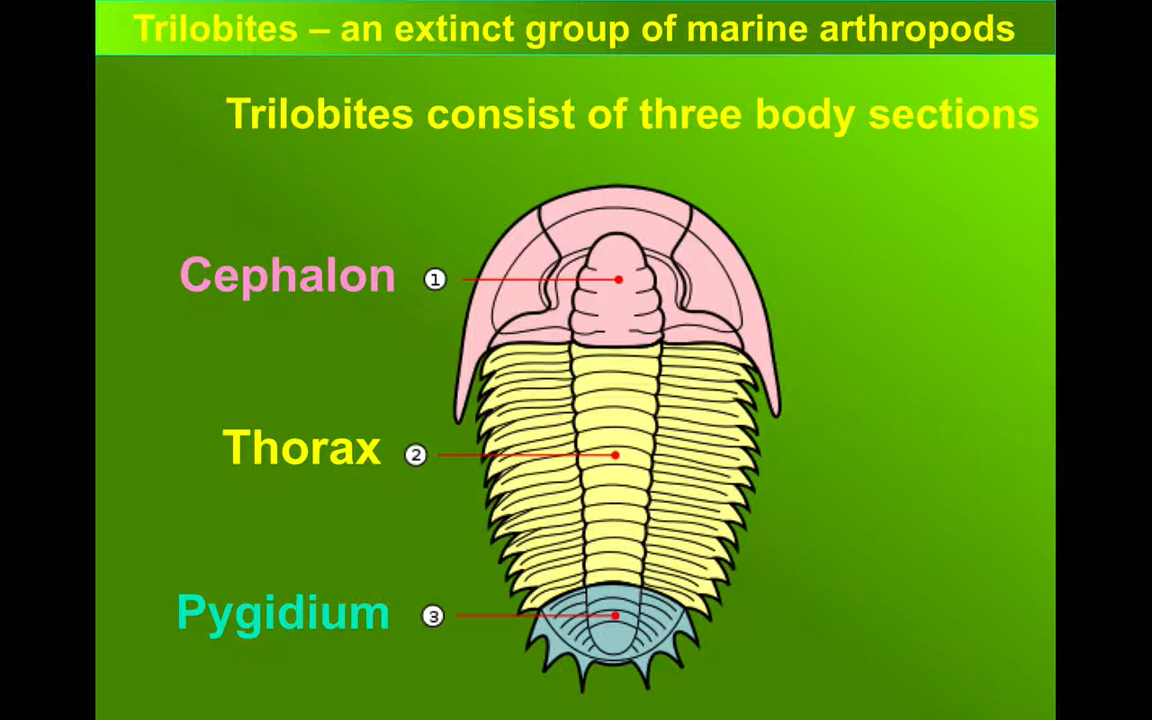 Trilobites – an extinct group of marine arthropods
Trilobites consist of three body sections
Cephalon 1
Thorax 2
Pygidium 3